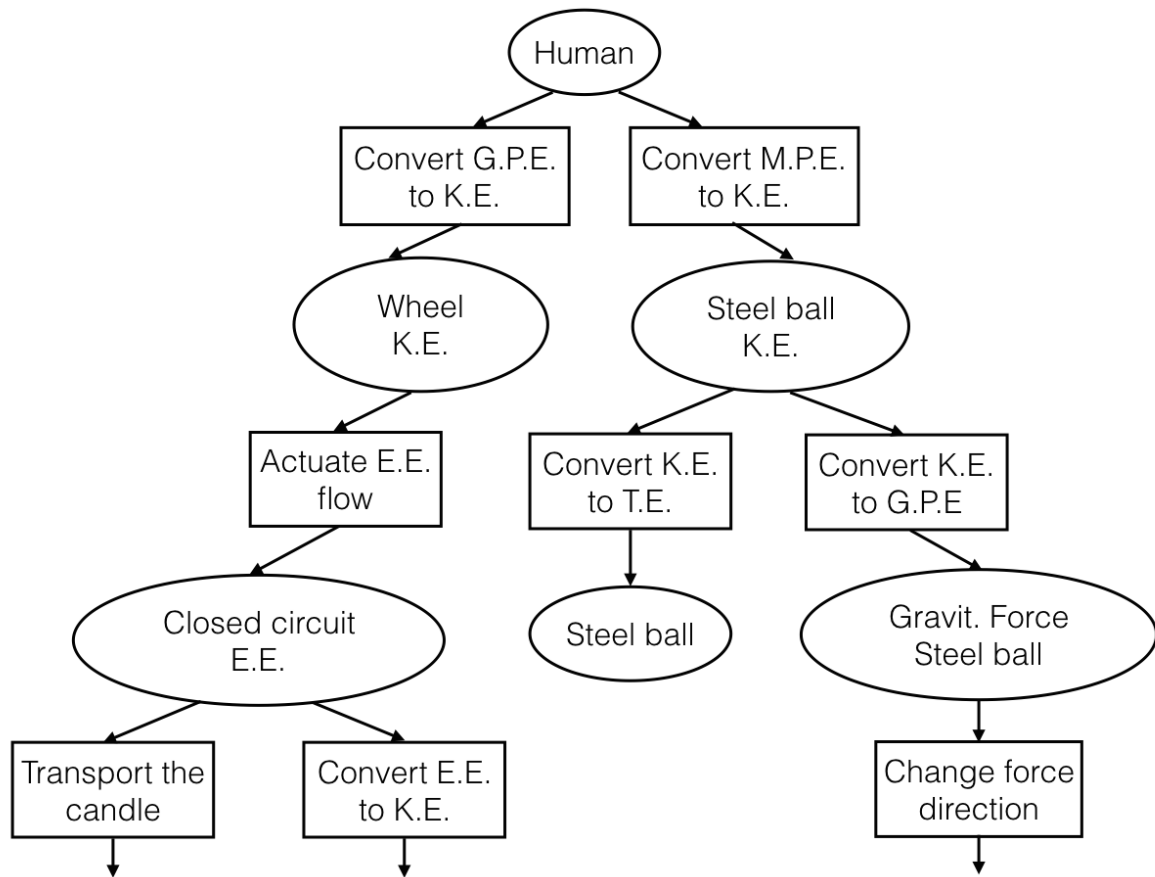 Human
Convert G.P.E.
to K.E.
Convert M.P.E.
to K.E.
Wheel
K.E.
Steel ball
K.E.
Actuate E.E.
flow
Convert K.E.
to T.E.
Convert K.E.
to G.P.E
Closed circuit
E.E.
Steel ball
Gravit. Force
Steel ball
Transport the
candle
Convert E.E.
to K.E.
Change force
direction